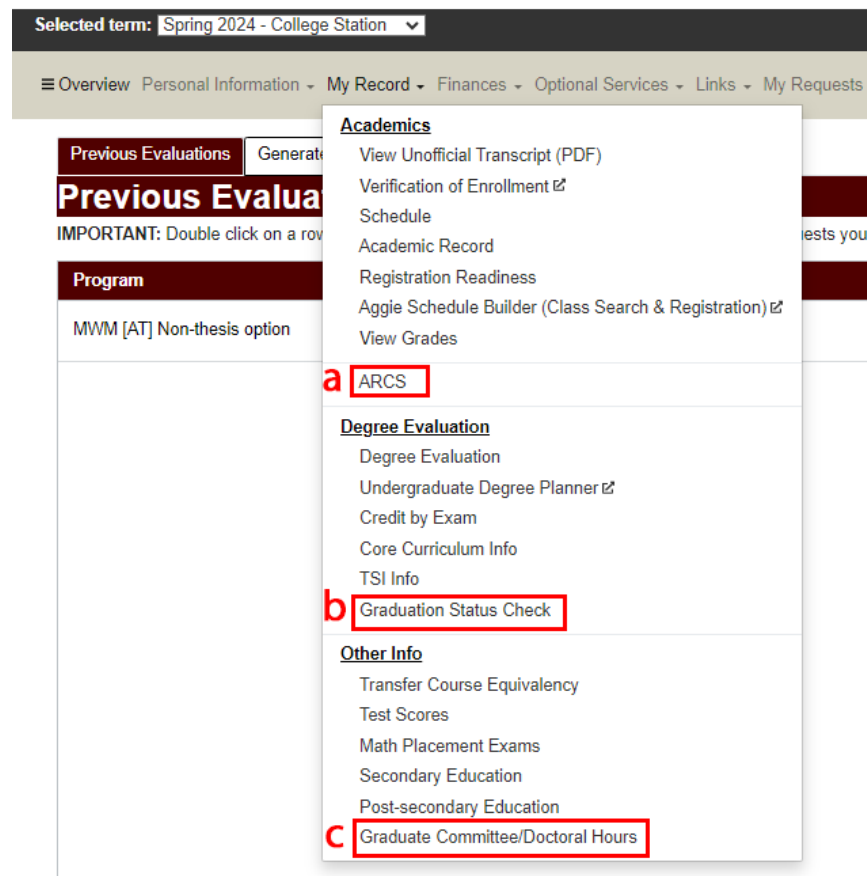 Selected term: Spring 2024 - College Station
Overview Personal Information My Record Finances Optional Services Links My Requests
Previous Evaluations Generate
Previous Evalua
IMPORTANT: Double click on a row ests you
Program
MWM [AT] Non-thesis option
Academics
View Unofficial Transcript (PDF)
Verification of Enrollment
Schedule
Academic Record
Registration Readiness
Aggie Schedule Builder (Class Search & Registration)
View Grades
a ARCS
Degree Evaluation
Degree Evaluation
Undergraduate Degree Planner
Credit by Exam
Core Curriculum Info
TSI Info
b Graduation Status Check
Other Info
Transfer Course Equivalency
Test Scores
Math Placement Exams
Secondary Education
Post-secondary Education
c Graduate Committee/Doctoral Hours